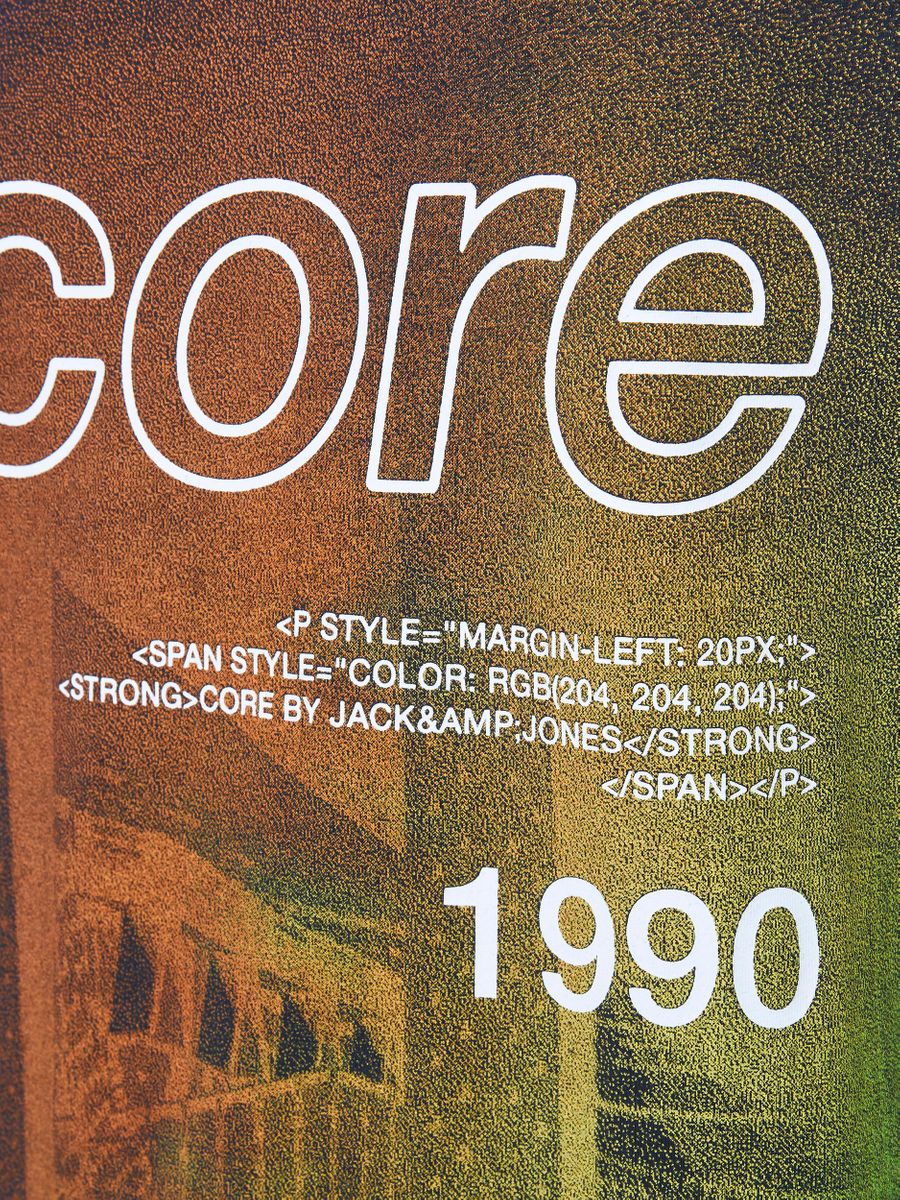 core
<P STYLE="MARGIN-LEFT: 20PX;">
<SPAN STYLE="COLOR: RGB(204, 204, 204);">
<STRONG>CORE BY JACK&AMP;JONES</STRONG>
</SPAN></P>
1990